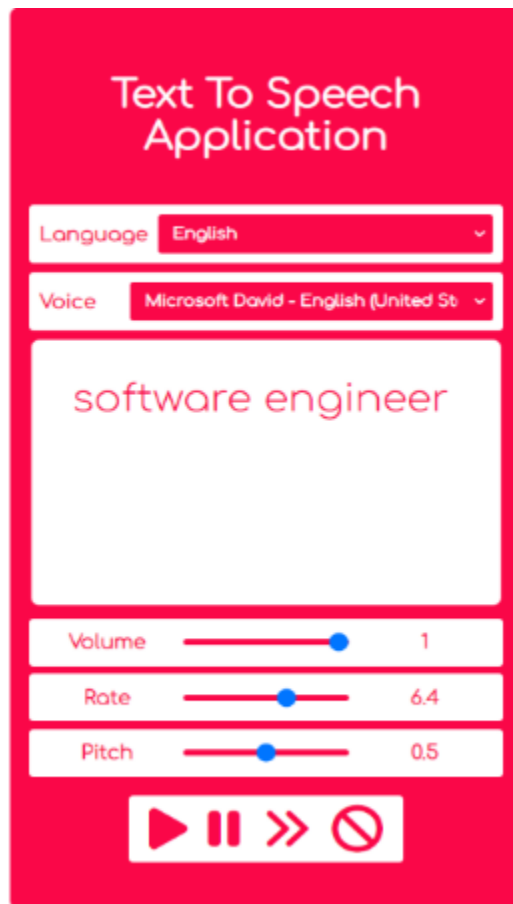 Text To Speech
Application
Language English
Voice Microsoft David - English (United St
software engineer
Volume 1
Rate 6.4
Pitch 0.5